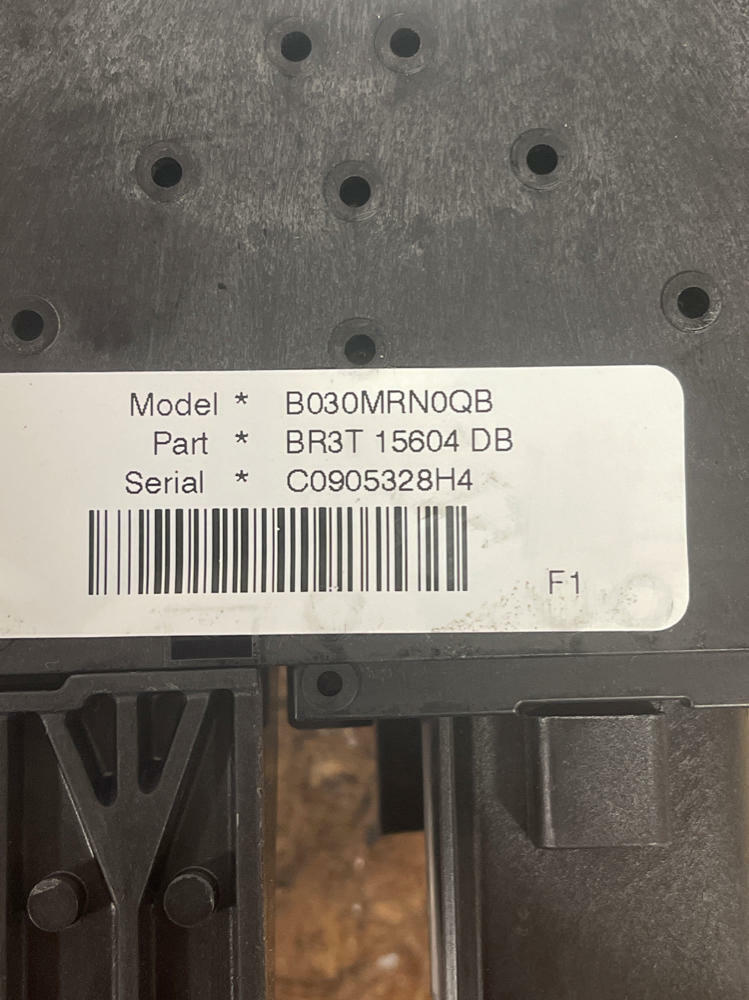 Model * B030MRN0QB
Part * BR3T 15604 DB
Serial * C0905328H4
F1